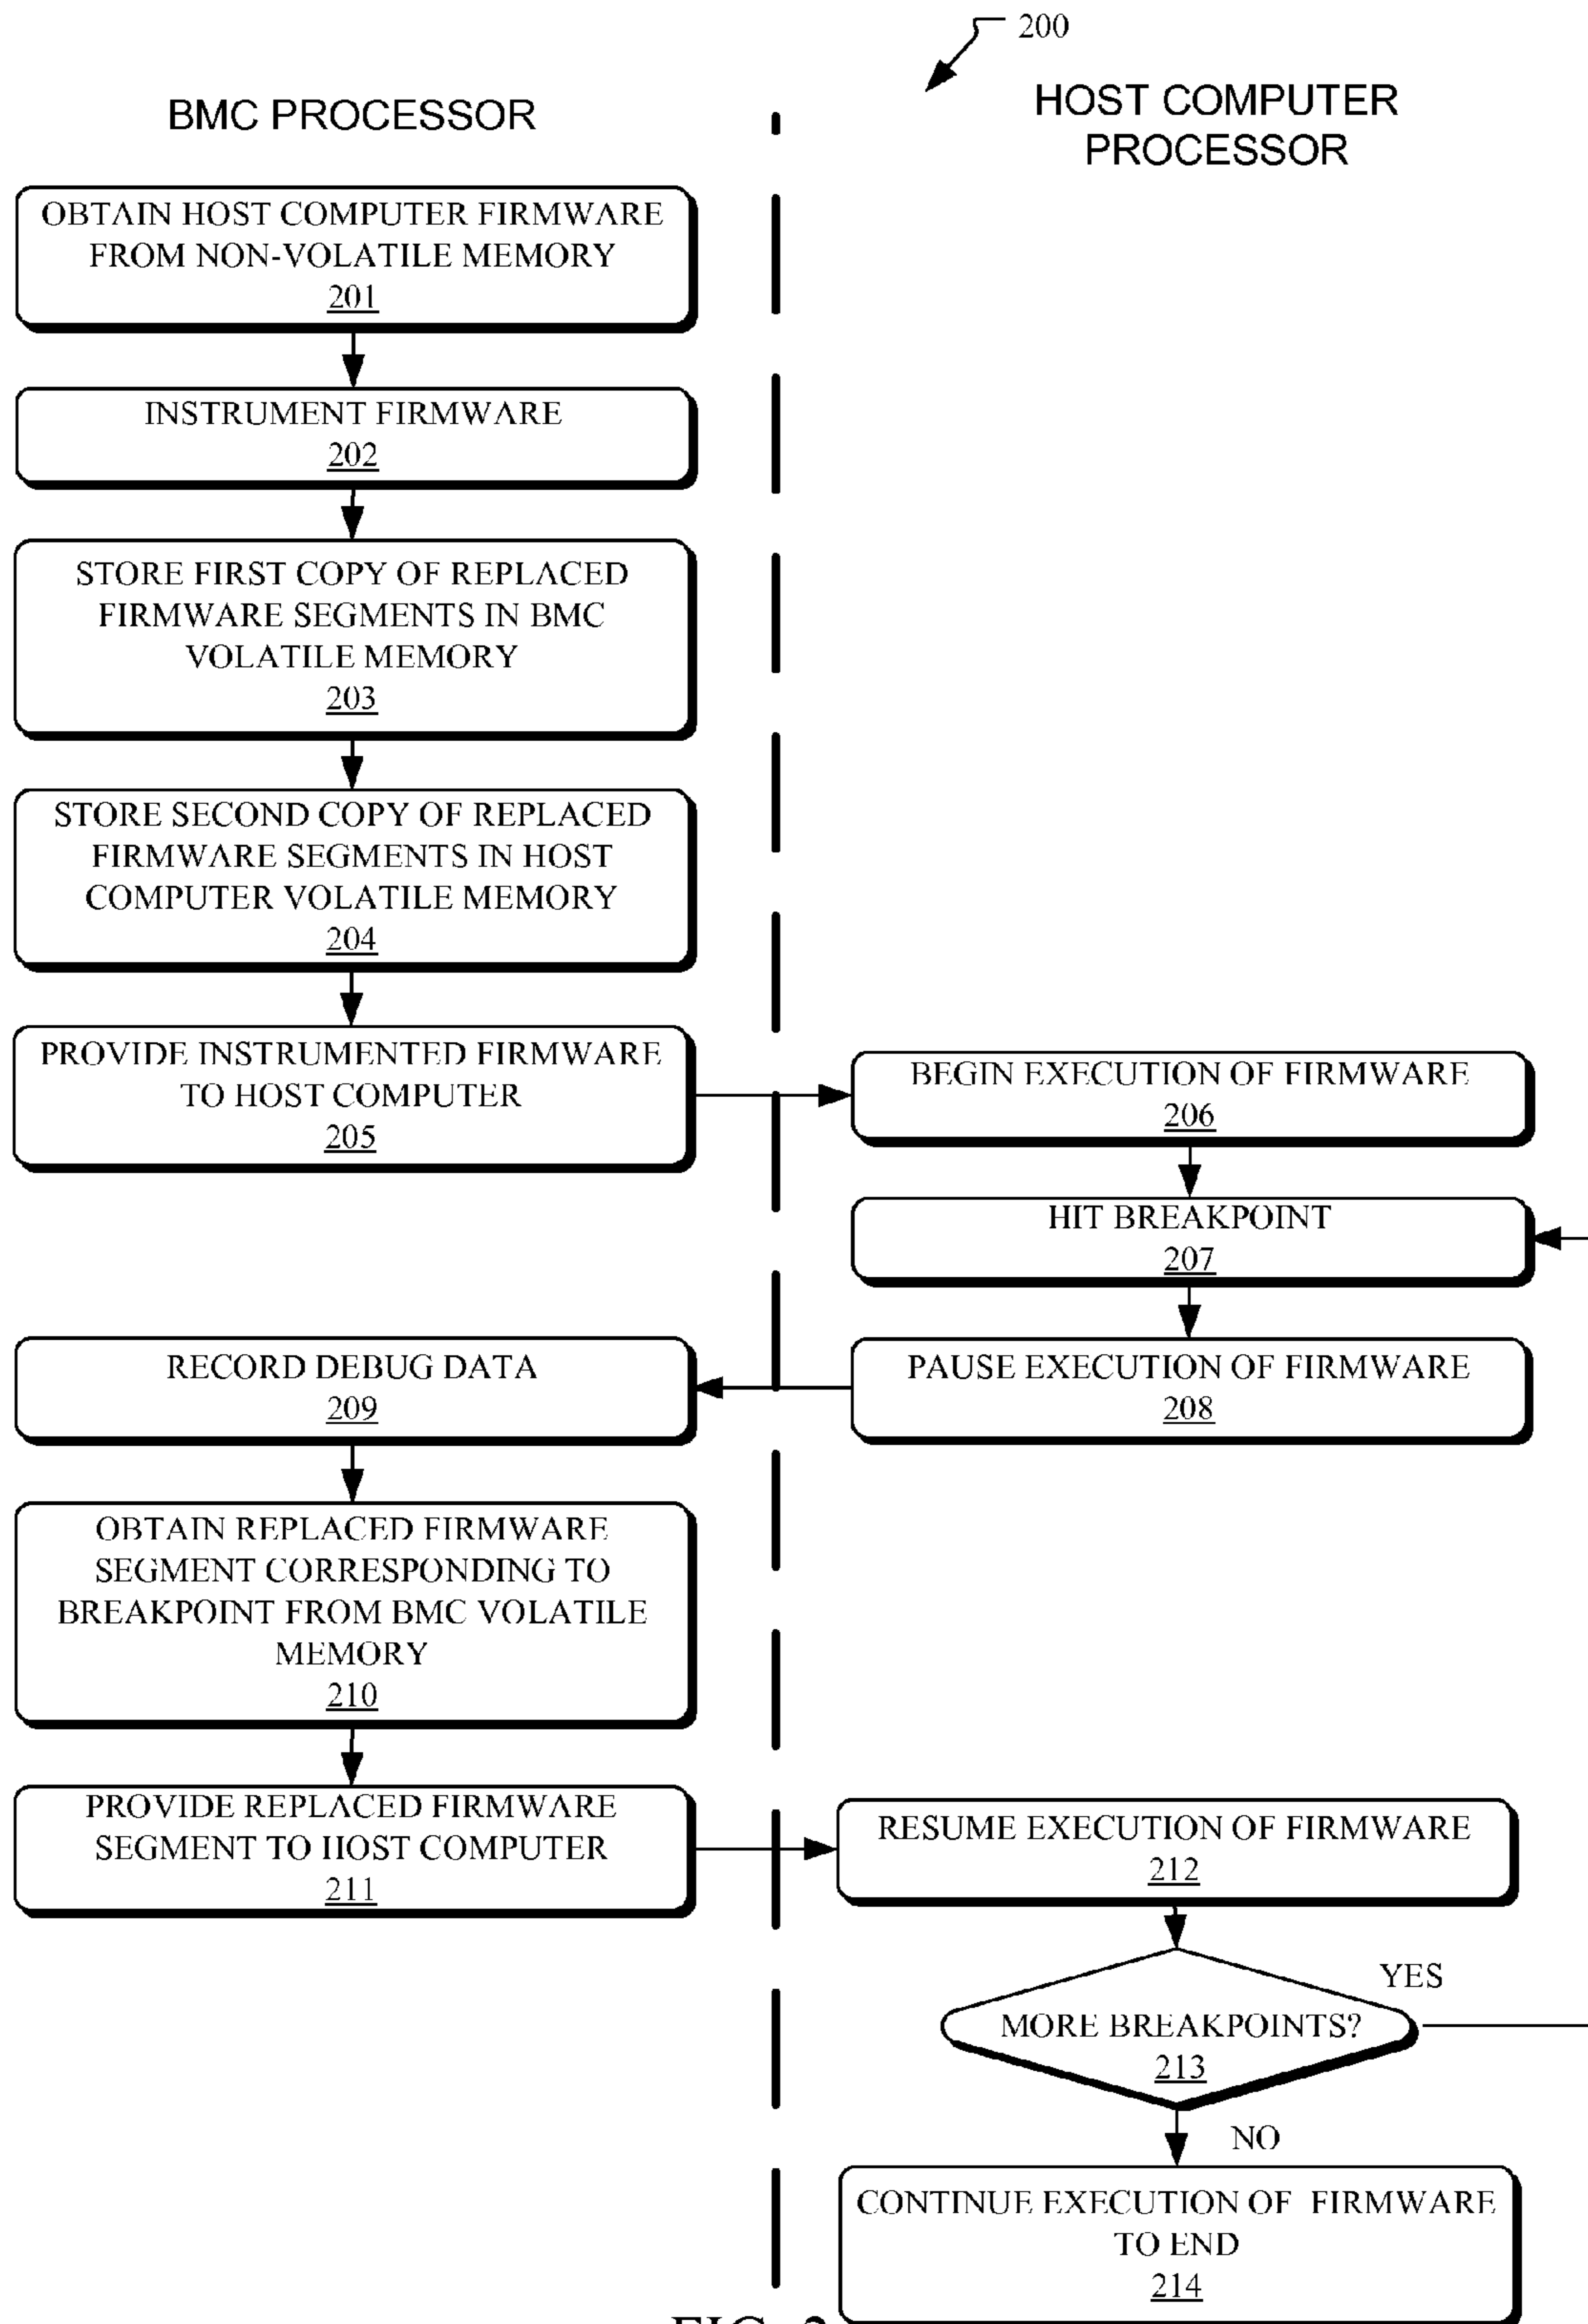 200
BMC PROCESSOR
HOST COMPUTER
PROCESSOR
OBTAIN HOST COMPUTER FIRMWARE
FROM NON-VOLATILE MEMORY
201
INSTRUMENT FIRMWARE
202
STORE FIRST COPY OF REPLACED
FIRMWARE SEGMENTS IN BMC
VOLATILE MEMORY
203
STORE SECOND COPY OF REPLACED
FIRMWARE SEGMENTS IN HOST
COMPUTER VOLATILE MEMORY
204
PROVIDE INSTRUMENTED FIRMWARE
TO HOST COMPUTER
205
BEGIN EXECUTION OF FIRMWARE
206
HIT BREAKPOINT
207
PAUSE EXECUTION OF FIRMWARE
208
RECORD DEBUG DATA
209
OBTAIN REPLACED FIRMWARE
SEGMENT CORRESPONDING TO
BREAKPOINT FROM BMC VOLATILE
MEMORY
210
PROVIDE REPLACED FIRMWARE
SEGMENT TO HOST COMPUTER
211
RESUME EXECUTION OF FIRMWARE
212
YES
MORE BREAKPOINTS?
213
NO
CONTINUE EXECUTION OF FIRMWARE
TO END
214